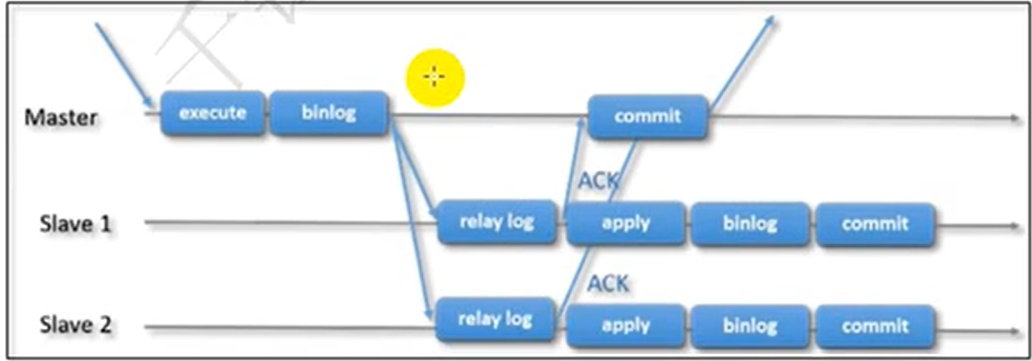 Master execute binlog commit
ACK
Slave 1 relay log apply binlog commit
ACK
Slave 2 relay log apply binlog commit